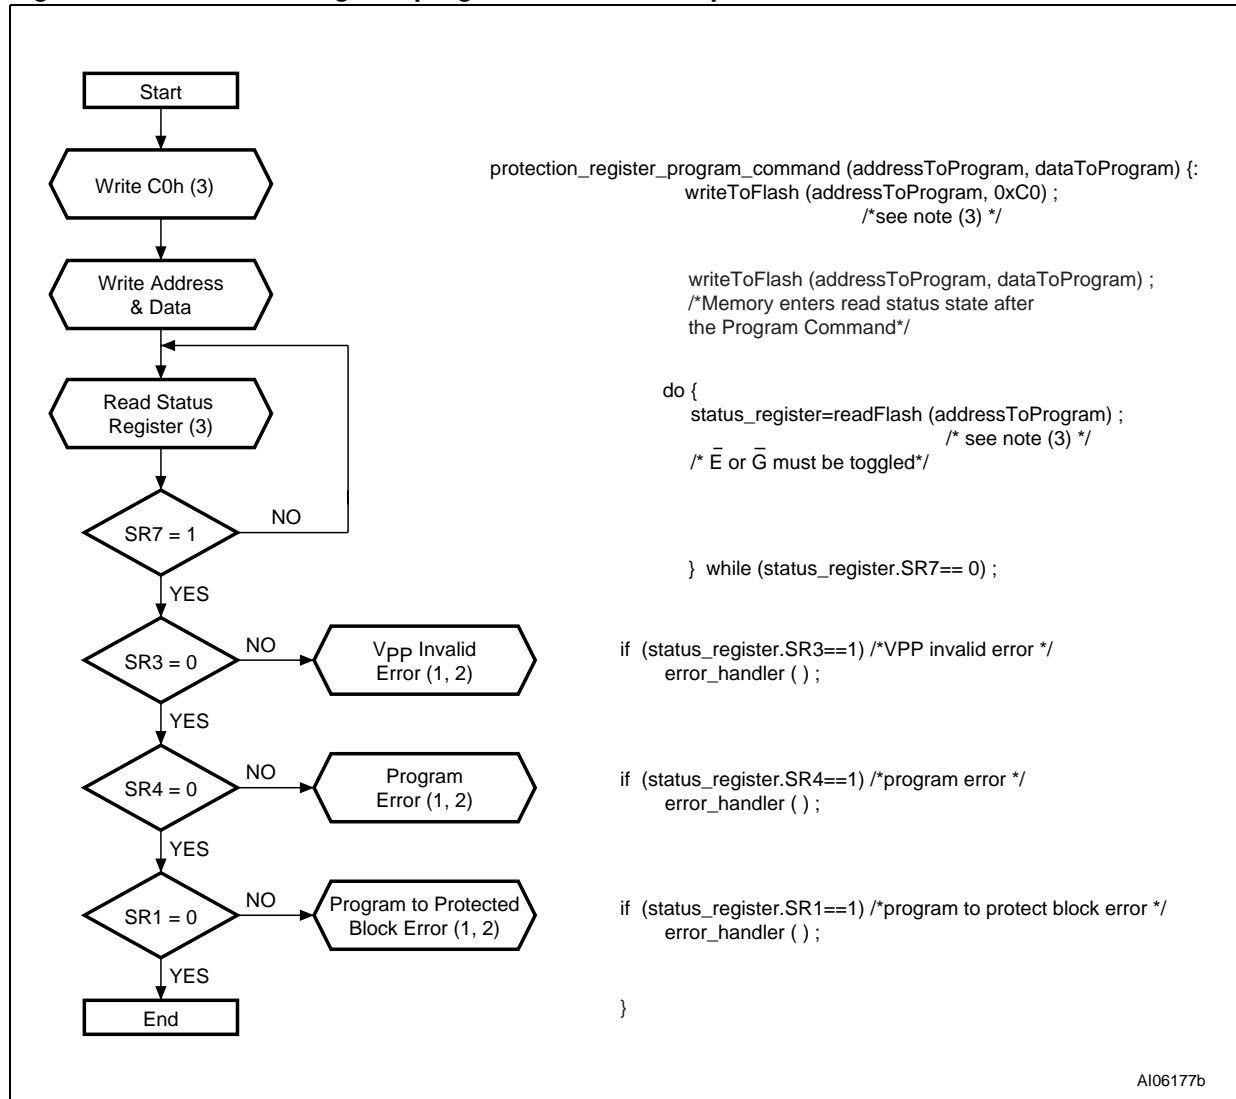 Start
Write C0h (3)
protection_register_program_command (addressToProgram, dataToProgram) {:
writeToFlash (addressToProgram, 0xC0) ;
/*see note (3) */
Write Address
& Data
writeToFlash (addressToProgram, dataToProgram) ;
/*Memory enters read status state after
the Program Command*/
Read Status
Register (3)
do {
status_register=readFlash (addressToProgram) ;
/* see note (3) */
/* E̅ or G̅ must be toggled*/
SR7 = 1
NO
YES
} while (status_register.SR7== 0) ;
SR3 = 0
NO
YES
VPP Invalid
Error (1, 2)
if (status_register.SR3==1) /*VPP invalid error */
error_handler ( ) ;
SR4 = 0
NO
YES
Program
Error (1, 2)
if (status_register.SR4==1) /*program error */
error_handler ( ) ;
SR1 = 0
NO
YES
Program to Protected
Block Error (1, 2)
if (status_register.SR1==1) /*program to protect block error */
error_handler ( ) ;
End
}
AI06177b